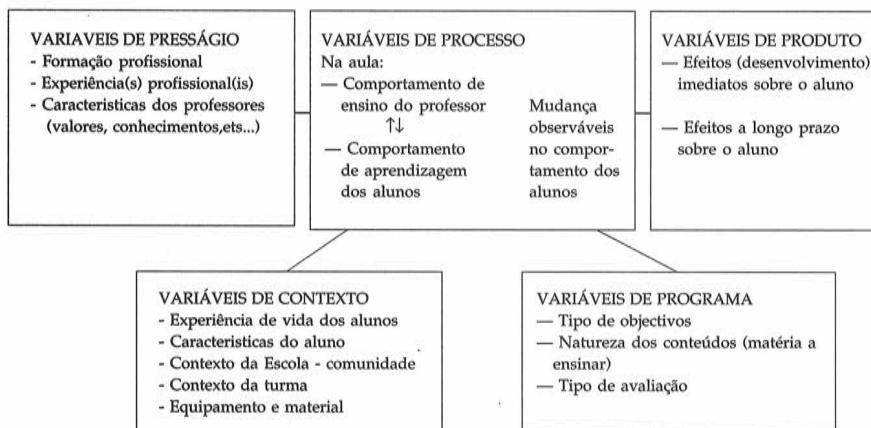 VARIAVEIS DE PRESSÁGIO
- Formação profissional
- Experiência(s) profissional(is)
- Caracteristicas dos professores
(valores, conhecimentos,ets...)
VARIÁVEIS DE PROCESSO
Na aula:
— Comportamento de
ensino do professor
↑↓
— Comportamento
de aprendizagem
dos alunos
Mudança
observáveis
no compor-
tamento dos
alunos
VARIÁVEIS DE PRODUTO
— Efeitos (desenvolvimento)
imediatos sobre o aluno
— Efeitos a longo prazo
sobre o aluno
VARIÁVEIS DE CONTEXTO
- Experiência de vida dos alunos
- Caracteristicas do aluno
- Contexto da Escola - comunidade
- Contexto da turma
- Equipamento e material
VARIÁVEIS DE PROGRAMA
— Tipo de objectivos
— Natureza dos conteúdos (matéria a
ensinar)
— Tipo de avaliação